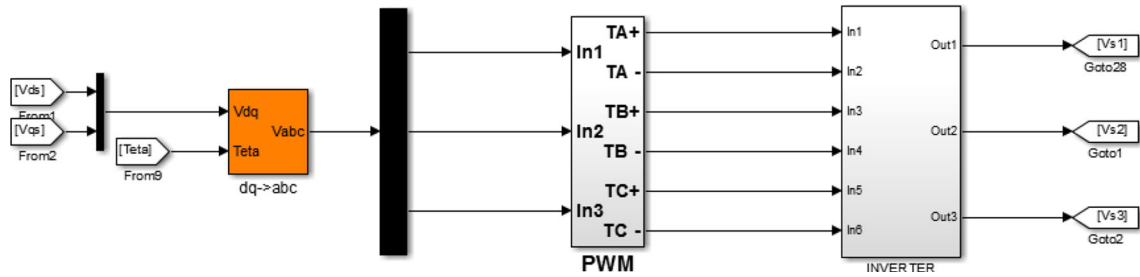 [Vds]
From1
[Vqs]
From2
[Teta]
From9
Vdq
Teta
Vabc
dq->abc
In1
In2
In3
TA+
TA -
TB+
TB -
TC+
TC -
PWM
In1
In2
In3
In4
In5
In6
Out1
Out2
Out3
INVERTER
[Vs1]
Goto28
[Vs2]
Goto1
[Vs3]
Goto2